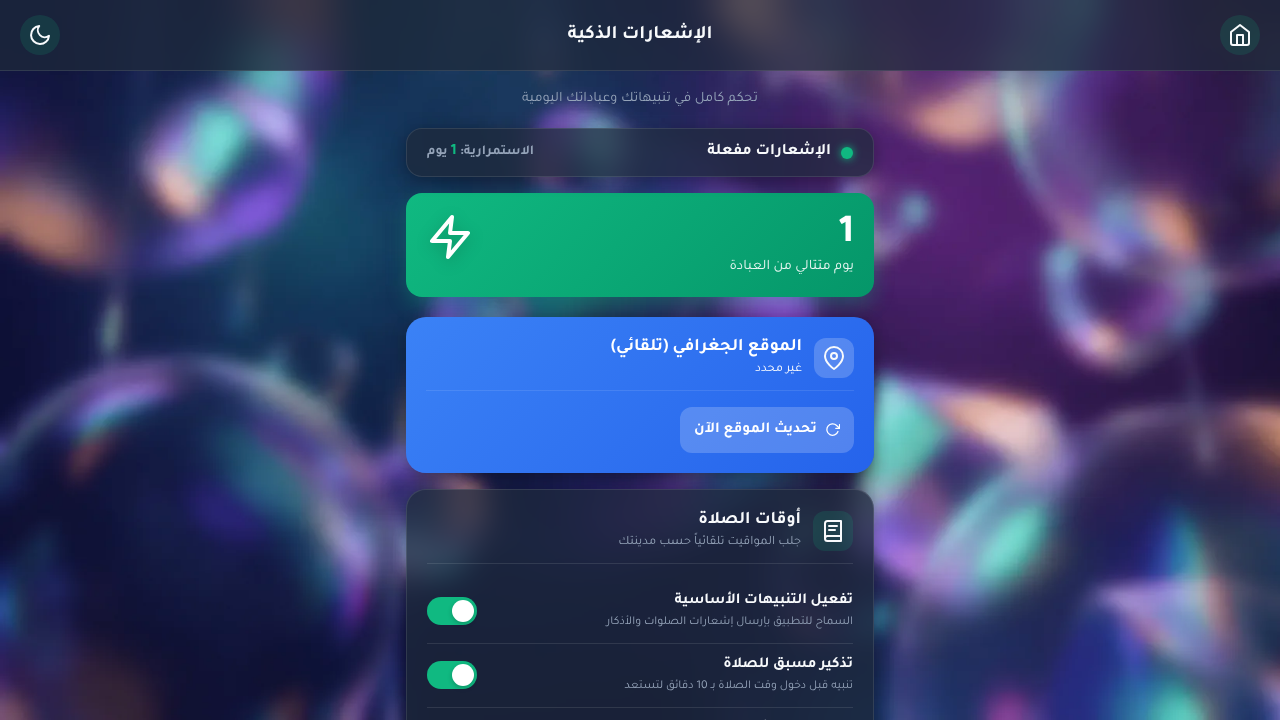 الإشعارات الذكية
تحكم كامل في تنبيهاتك وعباداتك اليومية
الإشعارات مفعلة
الاستمرارية: 1 يوم
1
يوم متتالي من العبادة
الموقع الجغرافي (تلقائي)
غير محدد
تحديث الموقع الآن
أوقات الصلاة
جلب المواقيت تلقائياً حسب مدينتك
تفعيل التنبيهات الأساسية
السماح للتطبيق بإرسال إشعارات الصلوات والأذكار
تذكير مسبق للصلاة
تنبيه قبل دخول وقت الصلاة بـ 10 دقائق لتستعد